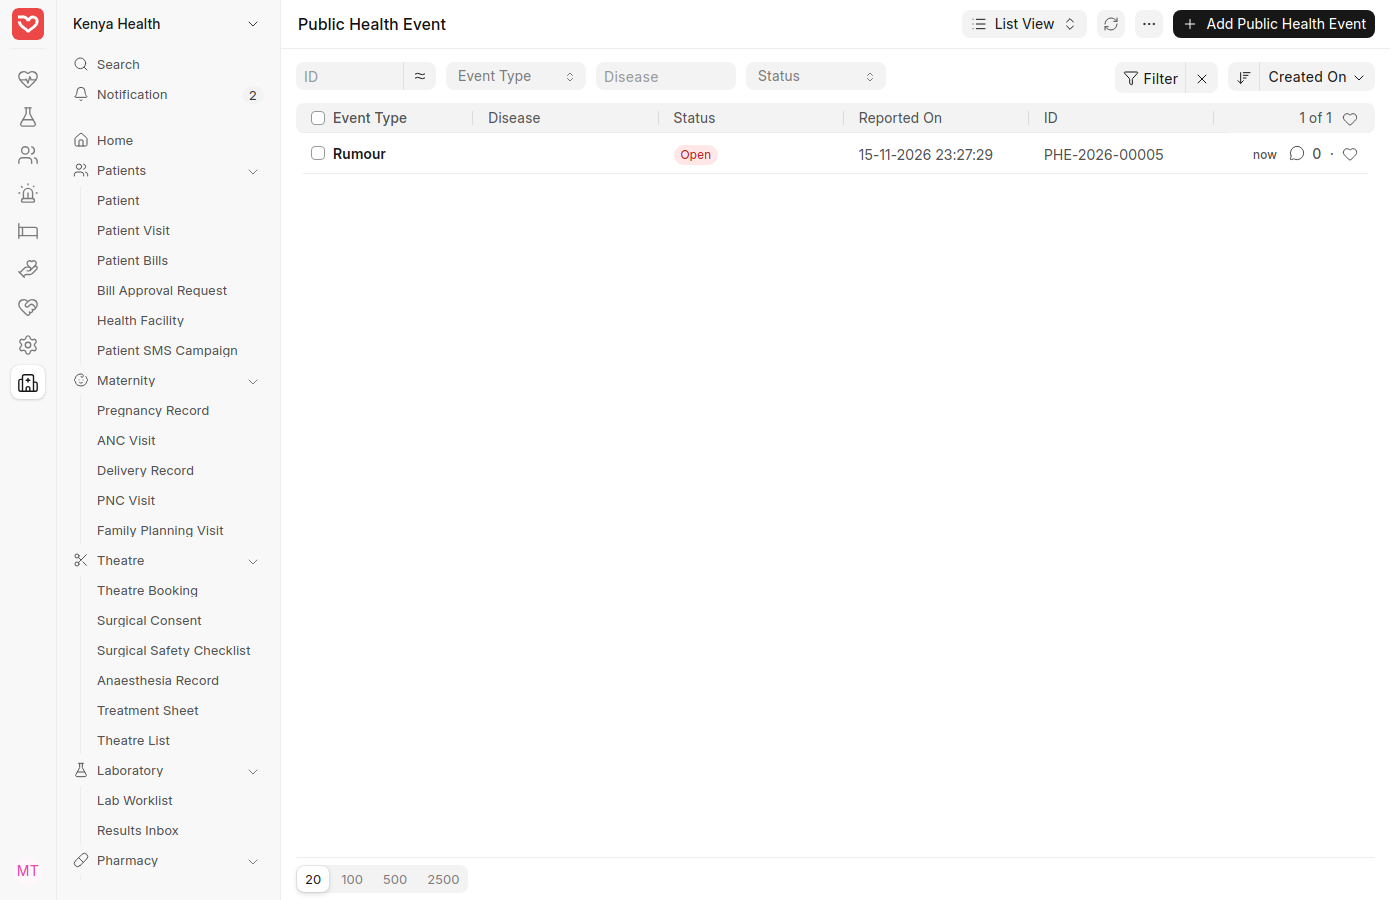 Kenya Health
Search
Notification 2
Home
Patients
Patient
Patient Visit
Patient Bills
Bill Approval Request
Health Facility
Patient SMS Campaign
Maternity
Pregnancy Record
ANC Visit
Delivery Record
PNC Visit
Family Planning Visit
Theatre
Theatre Booking
Surgical Consent
Surgical Safety Checklist
Anaesthesia Record
Treatment Sheet
Theatre List
Laboratory
Lab Worklist
Results Inbox
Pharmacy
MT
Public Health Event
List View
Add Public Health Event
ID ≈ Event Type Disease Status
Filter Created On
Event Type Disease Status Reported On ID 1 of 1
Rumour Open 15-11-2026 23:27:29 PHE-2026-00005 now 0 ·
20 100 500 2500